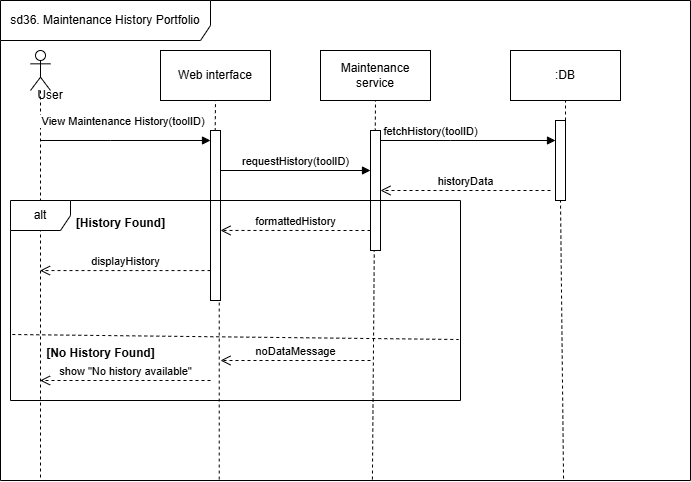 sd36. Maintenance History Portfolio
User
Web interface
Maintenance
service
:DB
View Maintenance History(toolID)
fetchHistory(toolID)
requestHistory(toolID)
historyData
alt
[History Found]
formattedHistory
displayHistory
[No History Found]
noDataMessage
show "No history available"